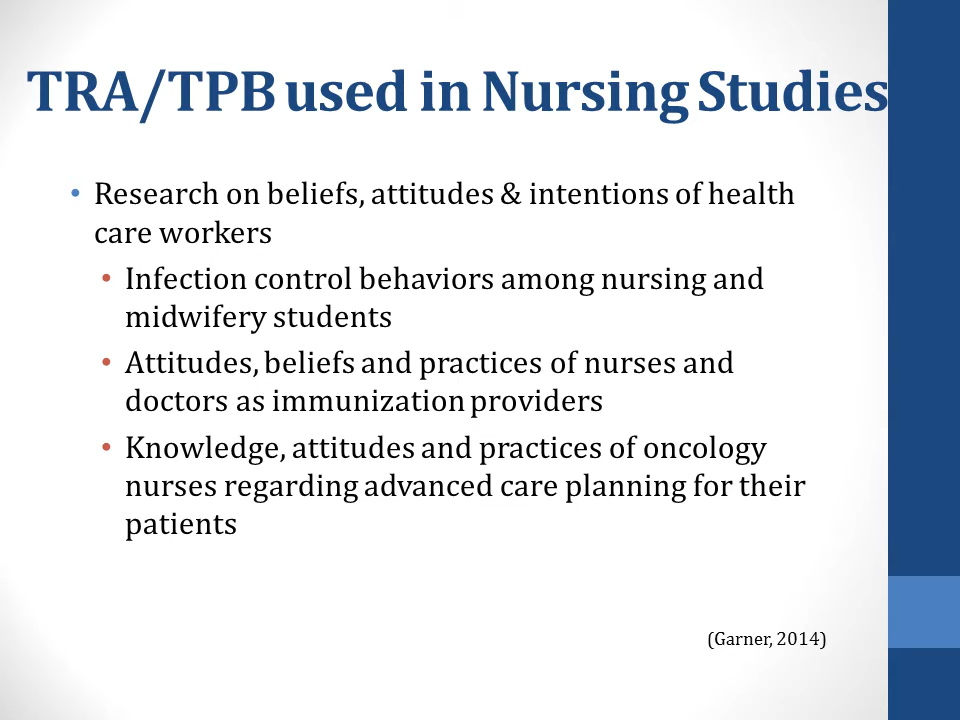 TRA/TPB used in Nursing Studies
• Research on beliefs, attitudes & intentions of health
care workers
• Infection control behaviors among nursing and
midwifery students
• Attitudes, beliefs and practices of nurses and
doctors as immunization providers
• Knowledge, attitudes and practices of oncology
nurses regarding advanced care planning for their
patients
(Garner, 2014)